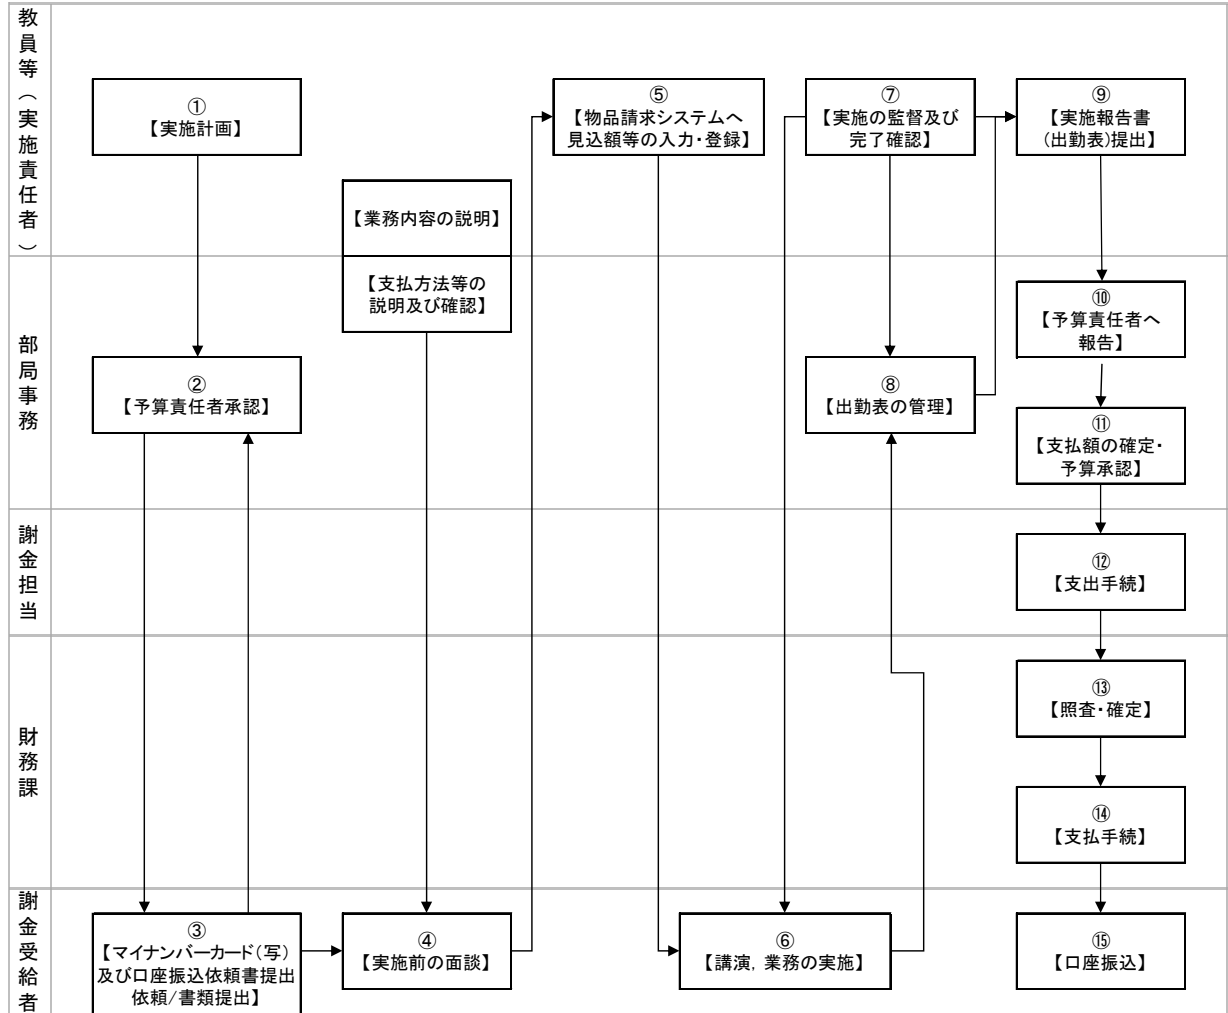 教員等（実施責任者）
①
【実施計画】
⑤
【物品請求システムへ
見込額等の入力・登録】
⑦
【実施の監督及び
完了確認】
⑨
【実施報告書
(出勤表)提出】
【業務内容の説明】
部局事務
【支払方法等の
説明及び確認】
②
【予算責任者承認】
⑧
【出勤表の管理】
⑩
【予算責任者へ
報告】
⑪
【支払額の確定・
予算承認】
謝金担当
⑫
【支出手続】
財務課
⑬
【照査・確定】
⑭
【支払手続】
謝金受給者
③
【マイナンバーカード（写）
及び口座振込依頼書提出
依頼/書類提出】
④
【実施前の面談】
⑥
【講演，業務の実施】
⑮
【口座振込】